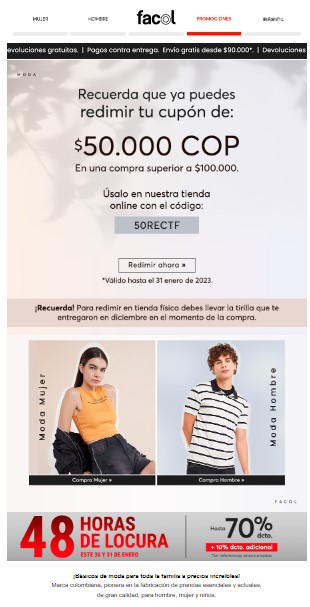 MUJER HOMBRE facol PROMOCIONES
evoluciones gratuitas. | Pagos contra entrega. Envío gratis desde $90.000*. | Devoluciones
MODA
Recuerda que ya puedes
redimir tu cupón de:
$50.000 COP
En una compra superior a $100.000.
Úsalo en nuestra tienda
online con el código:
50RECTF
Redimir ahora »
*Válido hasta el 31 enero de 2023.
¡Recuerda! Para redimir en tienda física debes llevar la tirilla que te
entregaron en diciembre en el momento de la compra.
Moda Mujer
Moda Hombre
Compra Mujer »
Compra Hombre »
FACOL
48 HORAS DE LOCURA
ESTE 30 Y 31 DE ENERO
Hasta 70% dcto.
+ 10% dcto. adicional
*En referencias seleccionadas
¡Básicos de moda para toda la familia a precios increíbles!
Marca colombiana, pionera en la fabricación de prendas esenciales y actuales,
de gran calidad, para hombre, mujer y niños.